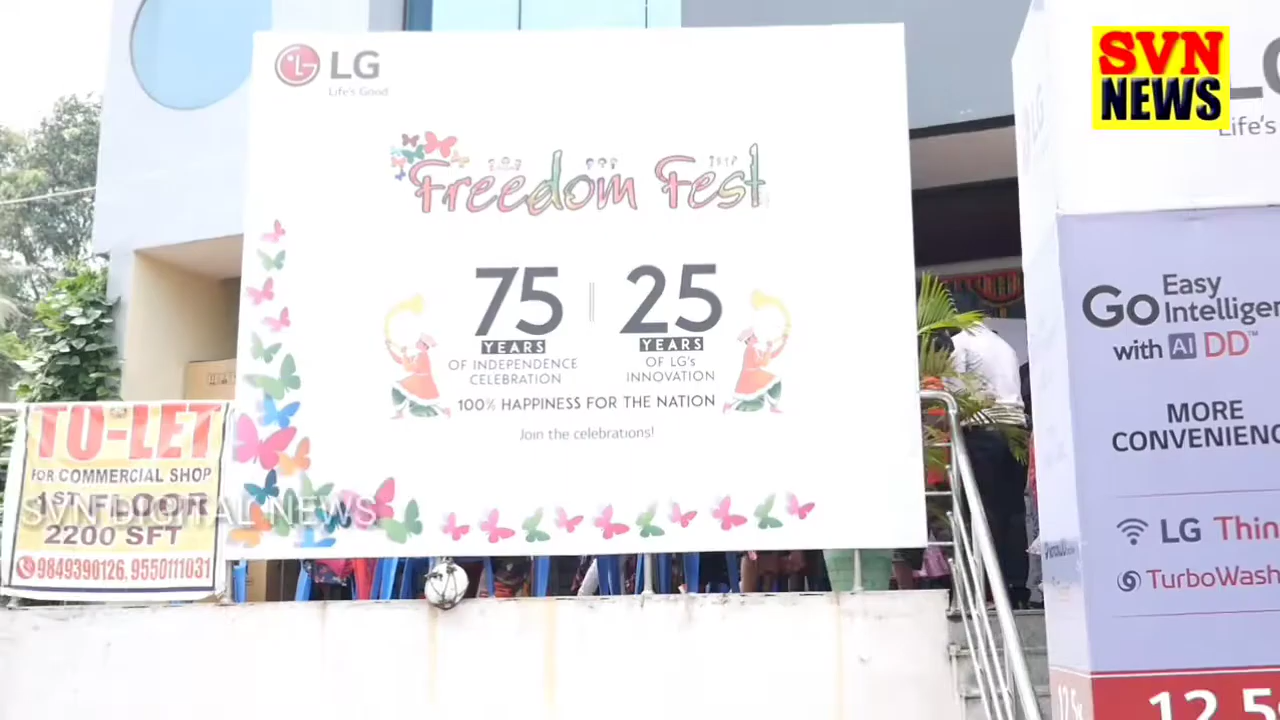 SVN
NEWS
LG
Life's Good
Freedom Fest
75
YEARS
OF INDEPENDENCE
CELEBRATION
25
YEARS
OF LG's
INNOVATION
100% HAPPINESS FOR THE NATION
Join the celebrations!
TO-LET
FOR COMMERCIAL SHOP
1ST FLOOR
2200 SFT
9849390126, 9550111031
SVN DIGITAL NEWS
LG
Life's
Go Easy
Intelligen
with AI DD™
MORE
CONVENIENC
LG Thin
TurboWash
12.5